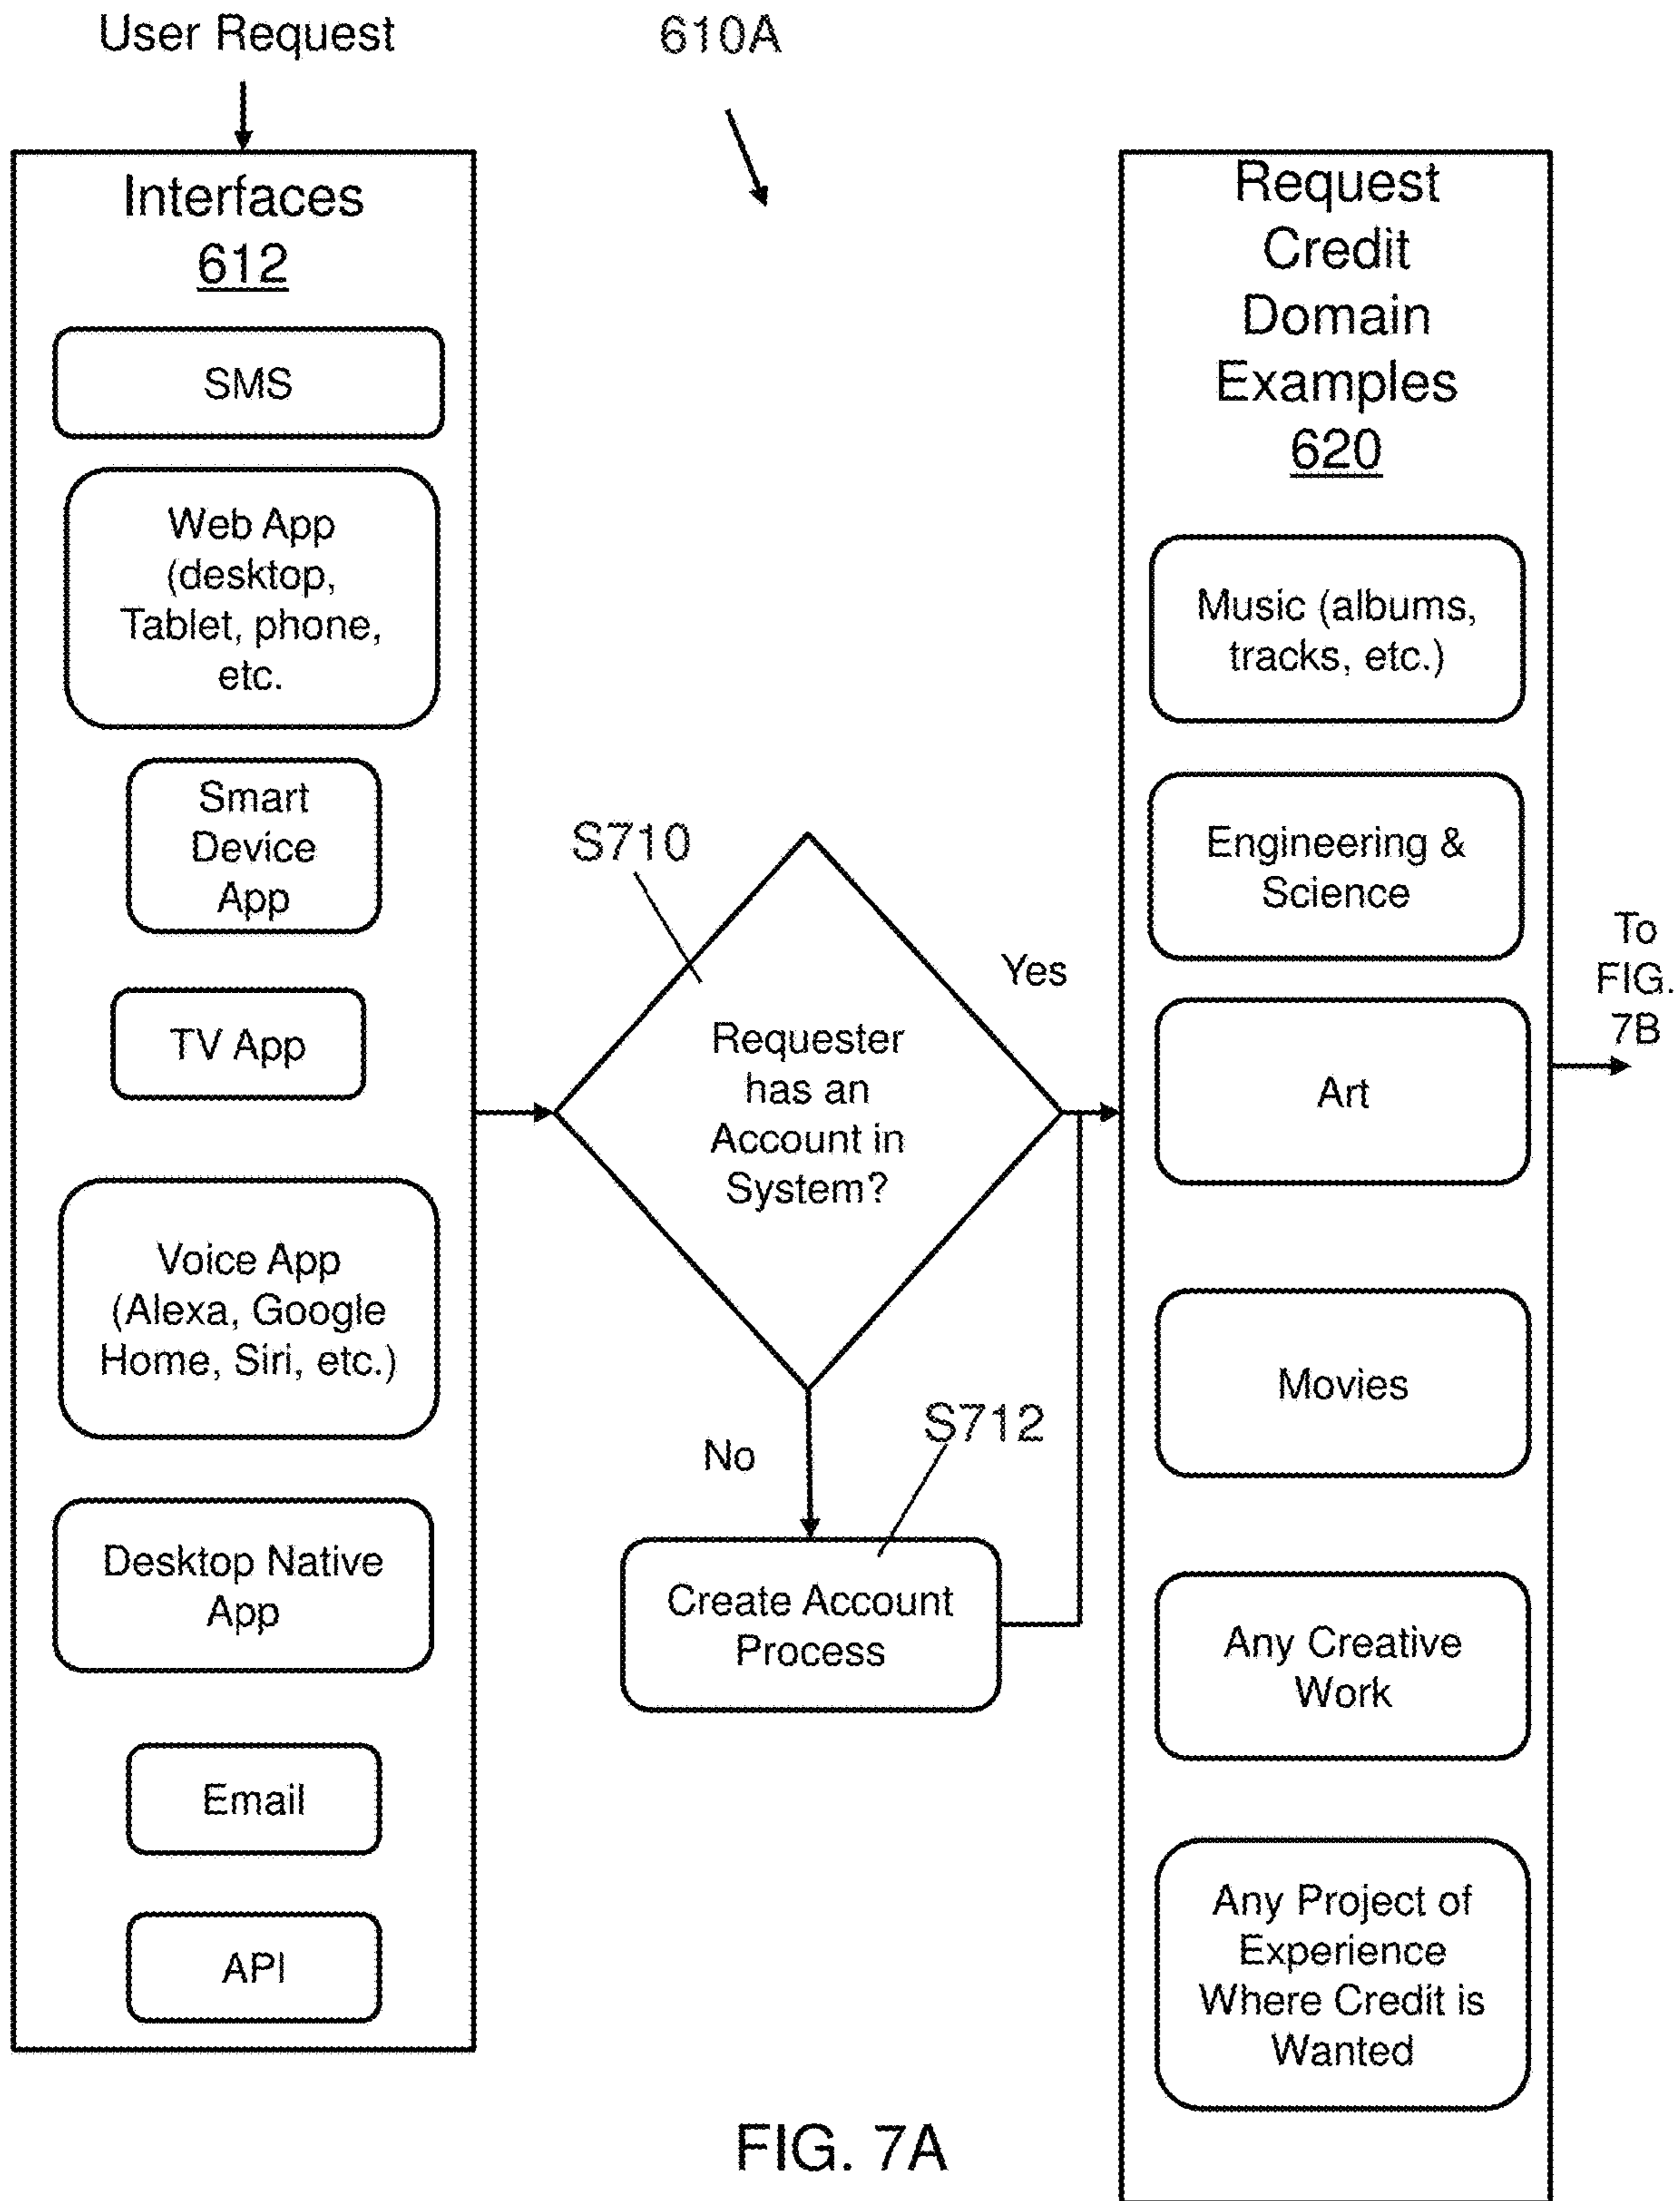 User Request
610A
Interfaces
612
SMS
Web App
(desktop,
Tablet, phone,
etc.
Smart
Device
App
TV App
Voice App
(Alexa, Google
Home, Siri, etc.)
Desktop Native
App
Email
API
S710
Requester
has an
Account in
System?
Yes
No
S712
Create Account
Process
Request
Credit
Domain
Examples
620
Music (albums,
tracks, etc.)
Engineering &
Science
Art
Movies
Any Creative
Work
Any Project of
Experience
Where Credit is
Wanted
To
FIG.
7B
FIG. 7A